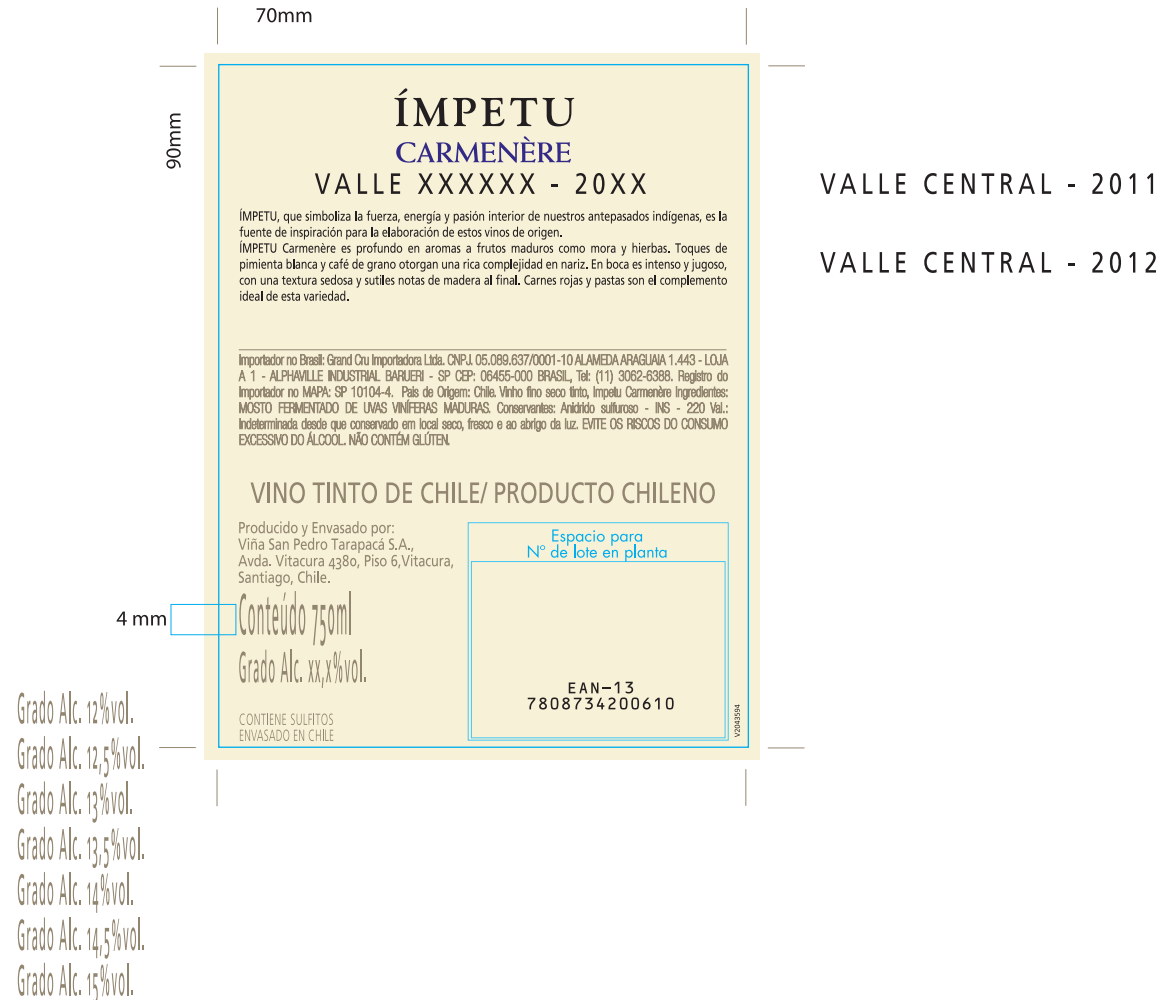 70mm
90mm
ÍMPETU
CARMENÈRE
VALLE XXXXXX - 20XX
VALLE CENTRAL - 2011
VALLE CENTRAL - 2012
ÍMPETU, que simboliza la fuerza, energía y pasión interior de nuestros antepasados indígenas, es la
fuente de inspiración para la elaboración de estos vinos de origen.
ÍMPETU Carmenère es profundo en aromas a frutos maduros como mora y hierbas. Toques de
pimienta blanca y café de grano otorgan una rica complejidad en nariz. En boca es intenso y jugoso,
con una textura sedosa y sutiles notas de madera al final. Carnes rojas y pastas son el complemento
ideal de esta variedad.
Importador no Brasil: Grand Cru Importadora Ltda. CNPJ. 05.089.637/0001-10 ALAMEDA ARAGUAIA 1.443 - LOJA
A 1 - ALPHAVILLE INDUSTRIAL BARUERI - SP CEP: 06455-000 BRASIL, Tel: (11) 3062-6388. Registro do
Importador no MAPA: SP 10104-4. Pais de Origem: Chile. Vinho fino seco tinto, Impetu Carmenère Ingredientes:
MOSTO FERMENTADO DE UVAS VINÍFERAS MADURAS. Conservantes: Anidrido sulfuroso - INS - 220 Val.:
Indeterminada desde que conservado em local seco, fresco e ao abrigo da luz. EVITE OS RISCOS DO CONSUMO
EXCESSIVO DO ÁLCOOL. NÃO CONTÉM GLÚTEN.
VINO TINTO DE CHILE/ PRODUCTO CHILENO
Producido y Envasado por:
Viña San Pedro Tarapacá S.A.,
Avda. Vitacura 4380, Piso 6,Vitacura,
Santiago, Chile.
Espacio para
Nº de lote en planta
4 mm
Conteúdo 750ml
Grado Alc. xx,x%vol.
EAN-13
7808734200610
V2043594
CONTIENE SULFITOS
ENVASADO EN CHILE
Grado Alc. 12%vol.
Grado Alc. 12,5%vol.
Grado Alc. 13%vol.
Grado Alc. 13,5%vol.
Grado Alc. 14%vol.
Grado Alc. 14,5%vol.
Grado Alc. 15%vol.